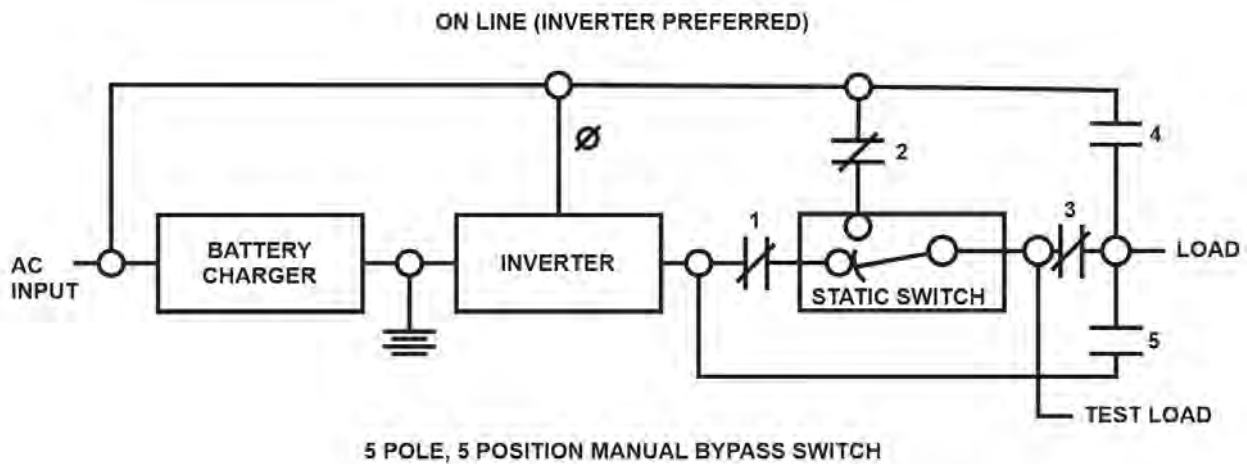 ON LINE (INVERTER PREFERRED)
Ø
2
4
1
3
BATTERY
CHARGER
INVERTER
AC
INPUT
LOAD
STATIC SWITCH
5
TEST LOAD
5 POLE, 5 POSITION MANUAL BYPASS SWITCH